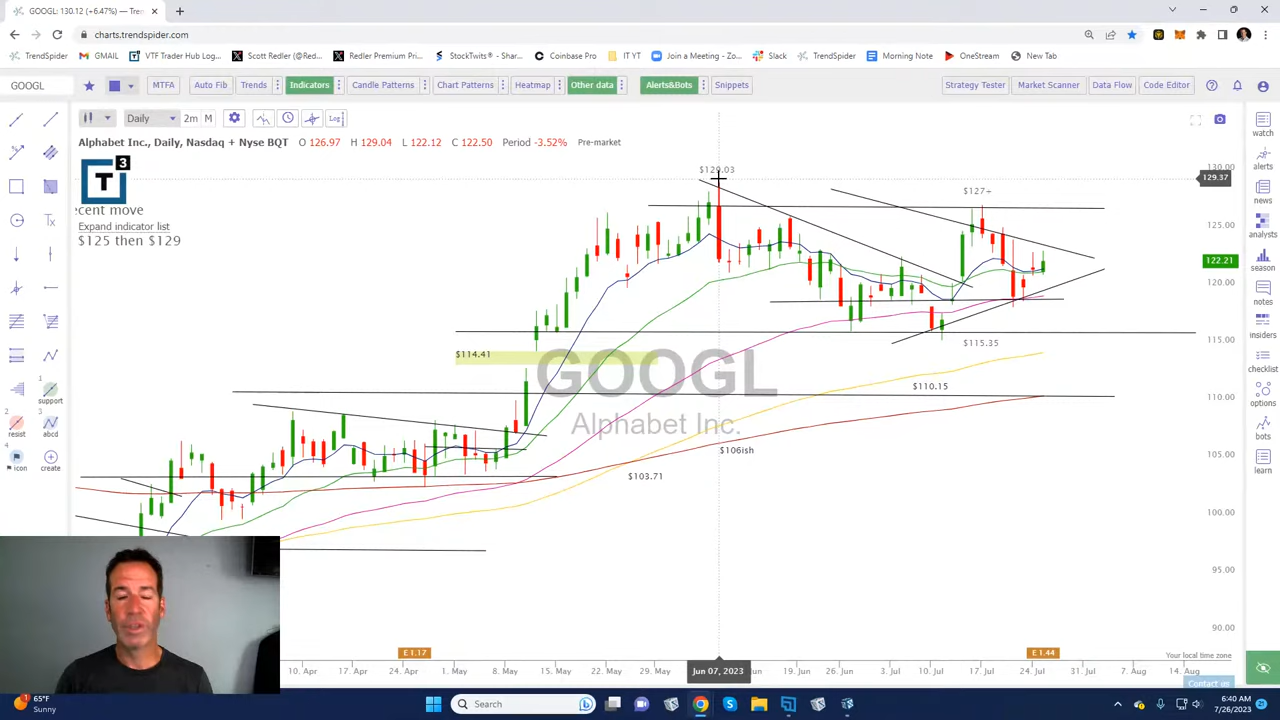 GOOGL: 130.12 (+6.47%) — Tren
charts.trendspider.com
TrendSpider
GMAIL
VTF Trader Hub Log...
Scott Redler (@Red...
Redler Premium Pri...
StockTwits® - Shar...
Coinbase Pro
IT YT
Join a Meeting - Zo...
Slack
TrendSpider
Morning Note
OneStream
New Tab
GOOGL
MTFA
Auto Fib
Trends
Indicators
Candle Patterns
Chart Patterns
Heatmap
Other data
Alerts&Bots
Snippets
Strategy Tester
Market Scanner
Data Flow
Code Editor
Daily
2m
M
Log
Alphabet Inc., Daily, Nasdaq + Nyse BQT O 126.97 H 129.04 L 122.12 C 122.50 Period -3.52% Pre-market
T3
ecent move
Expand indicator list
$125 then $129
$129.03
$127+
$114.41
$115.35
$110.15
$106ish
$103.71
GOOGL
Alphabet Inc.
130.00
129.37
125.00
122.21
120.00
115.00
110.00
105.00
100.00
95.00
90.00
watch
alerts
news
analysts
season
notes
insiders
checklist
options
bots
learn
1
support
2
resist
3
abcd
4
icon
create
E 1.17
E 1.44
Your local time zone
10. Apr
17. Apr
24. Apr
1. May
8. May
15. May
22. May
29. May
Jun 07, 2023
un
19. Jun
26. Jun
3. Jul
10. Jul
17. Jul
24. Jul
31. Jul
7. Aug
14. Aug
Contact us
65°F
Sunny
Search
6:40 AM
7/26/2023